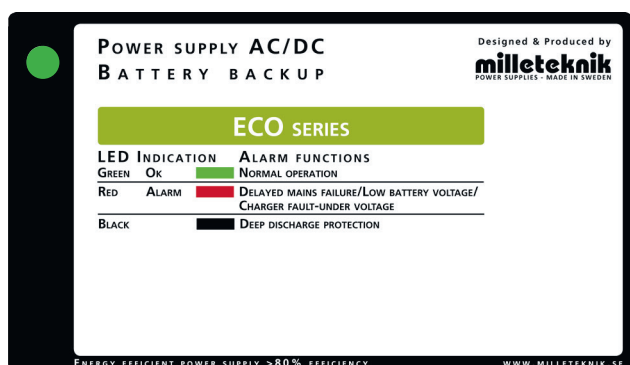 Power supply AC/DC
Battery backup
Designed & Produced by
milleteknik
POWER SUPPLIES - MADE IN SWEDEN
ECO series
LED Indication Alarm functions
Green Ok Normal operation
Red Alarm Delayed mains failure/Low battery voltage/
Charger fault-under voltage
Black Deep discharge protection
Energy efficient power supply >80% efficiency
www.milleteknik.se